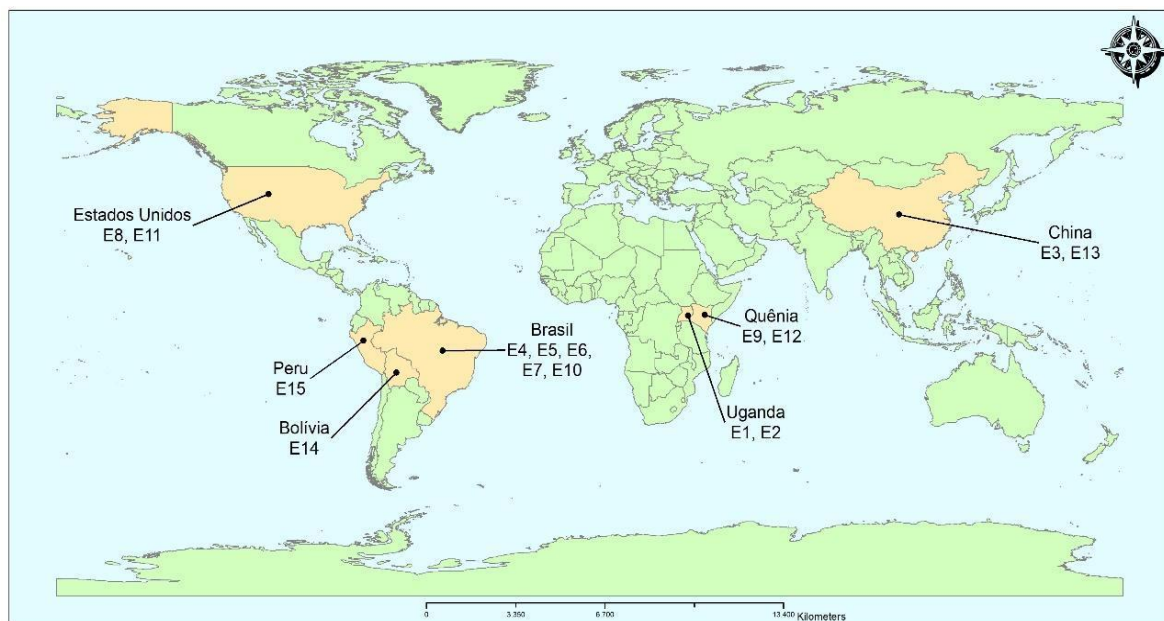 Estados Unidos
E8, E11
China
E3, E13
Quênia
E9, E12
Brasil
E4, E5, E6,
E7, E10
Peru
E15
Uganda
E1, E2
Bolívia
E14
0 3.350 6.700 13.400 Kilometers